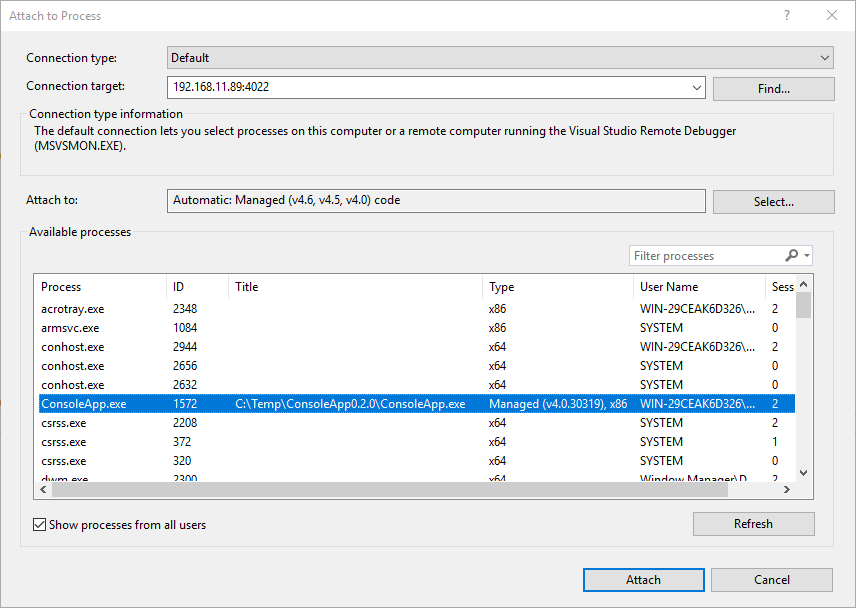 Attach to Process ?
Connection type: Default
Connection target: 192.168.11.89:4022 Find...
Connection type information
The default connection lets you select processes on this computer or a remote computer running the Visual Studio Remote Debugger
(MSVSMON.EXE).
Attach to: Automatic: Managed (v4.6, v4.5, v4.0) code Select...
Available processes
Filter processes
Process ID Title Type User Name Sess
acrotray.exe 2348 x86 WIN-29CEAK6D326\... 2
armsvc.exe 1084 x86 SYSTEM 0
conhost.exe 2944 x64 WIN-29CEAK6D326\... 2
conhost.exe 2656 x64 SYSTEM 0
conhost.exe 2632 x64 SYSTEM 0
ConsoleApp.exe 1572 C:\Temp\ConsoleApp0.2.0\ConsoleApp.exe Managed (v4.0.30319), x86 WIN-29CEAK6D326\... 2
csrss.exe 2208 x64 SYSTEM 2
csrss.exe 372 x64 SYSTEM 1
csrss.exe 320 x64 SYSTEM 0
dwm.exe 2300 x64 Window Manager\D... 2
Show processes from all users Refresh
Attach Cancel